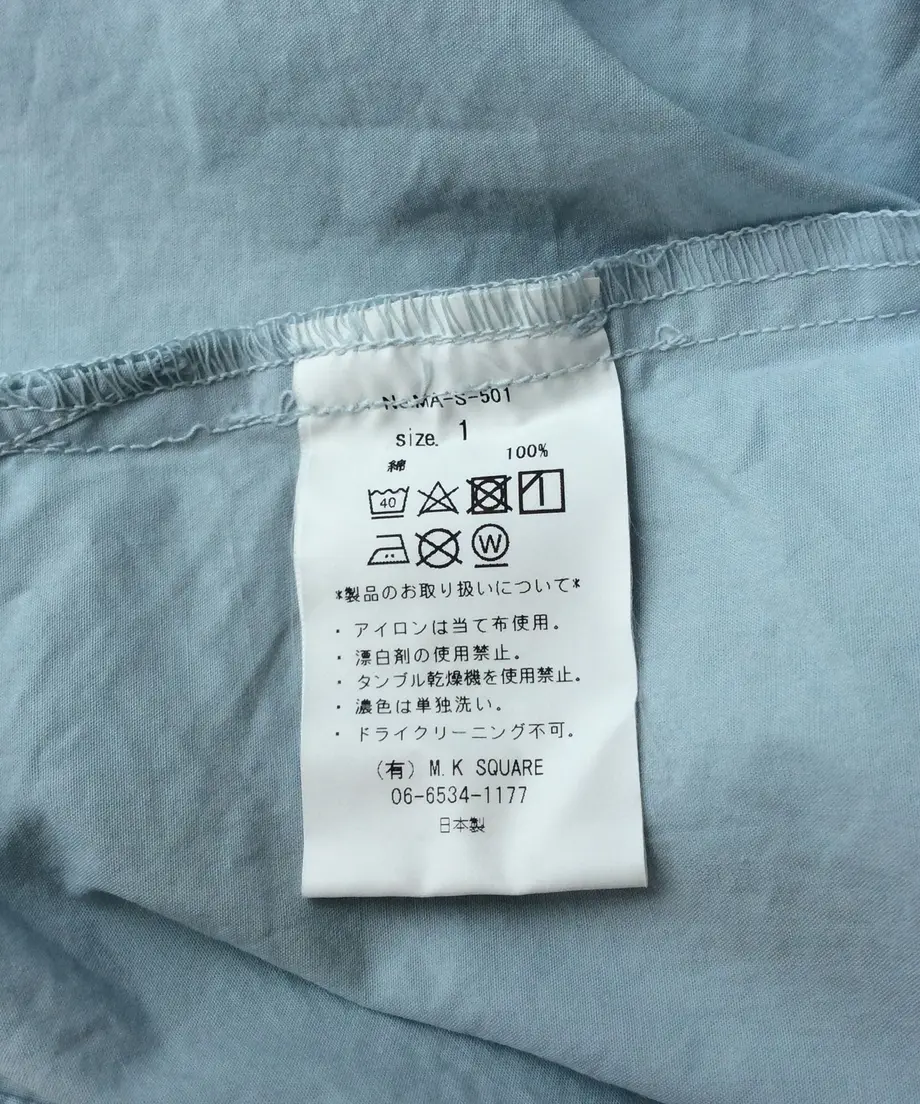 No.MA-S-501
size. 1
綿 100%
40
W
*製品のお取り扱いについて*
・アイロンは当て布使用。
・漂白剤の使用禁止。
・タンブル乾燥機を使用禁止。
・濃色は単独洗い。
・ドライクリーニング不可。
(有) M.K SQUARE
06-6534-1177
日本製